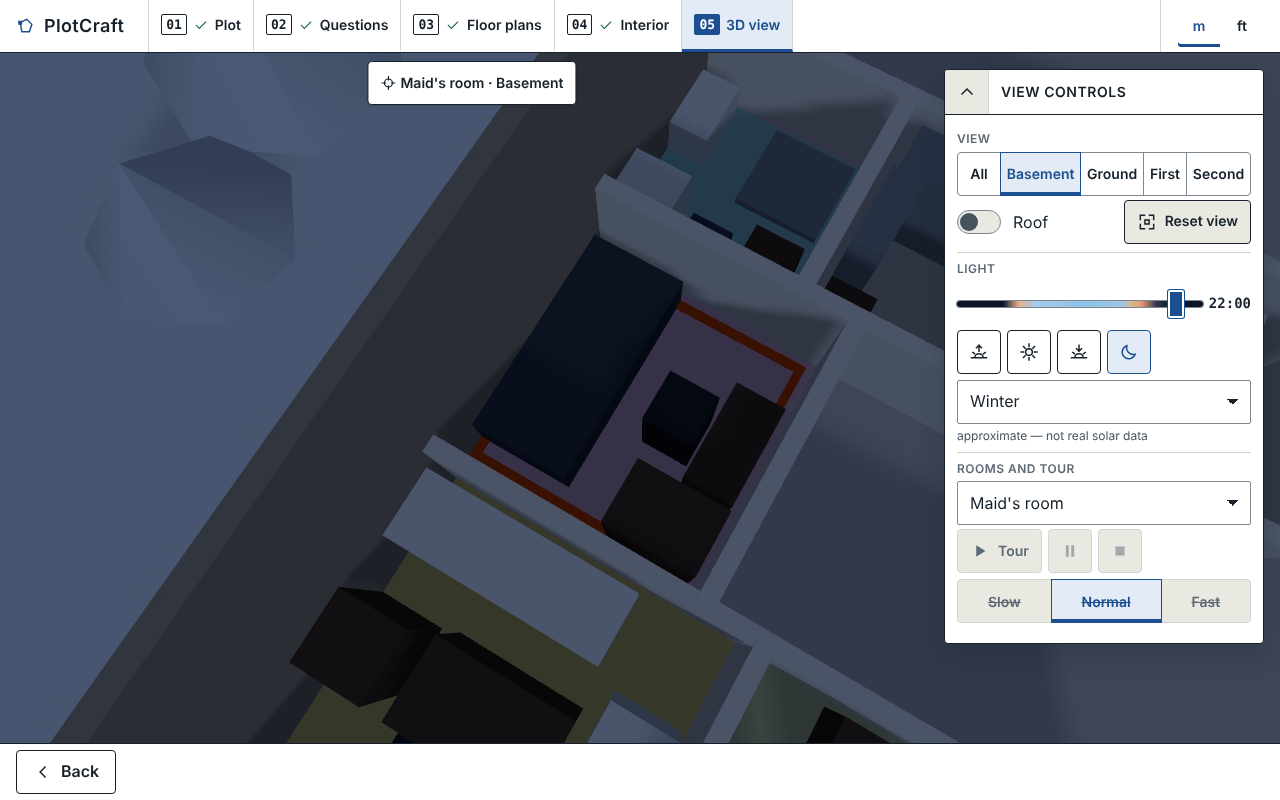 PlotCraft
01 Plot
02 Questions
03 Floor plans
04 Interior
05 3D view
m ft
Maid's room · Basement
VIEW CONTROLS
VIEW
All Basement Ground First Second
Roof Reset view
LIGHT
22:00
Winter
approximate — not real solar data
ROOMS AND TOUR
Maid's room
Tour
Slow Normal Fast
Back